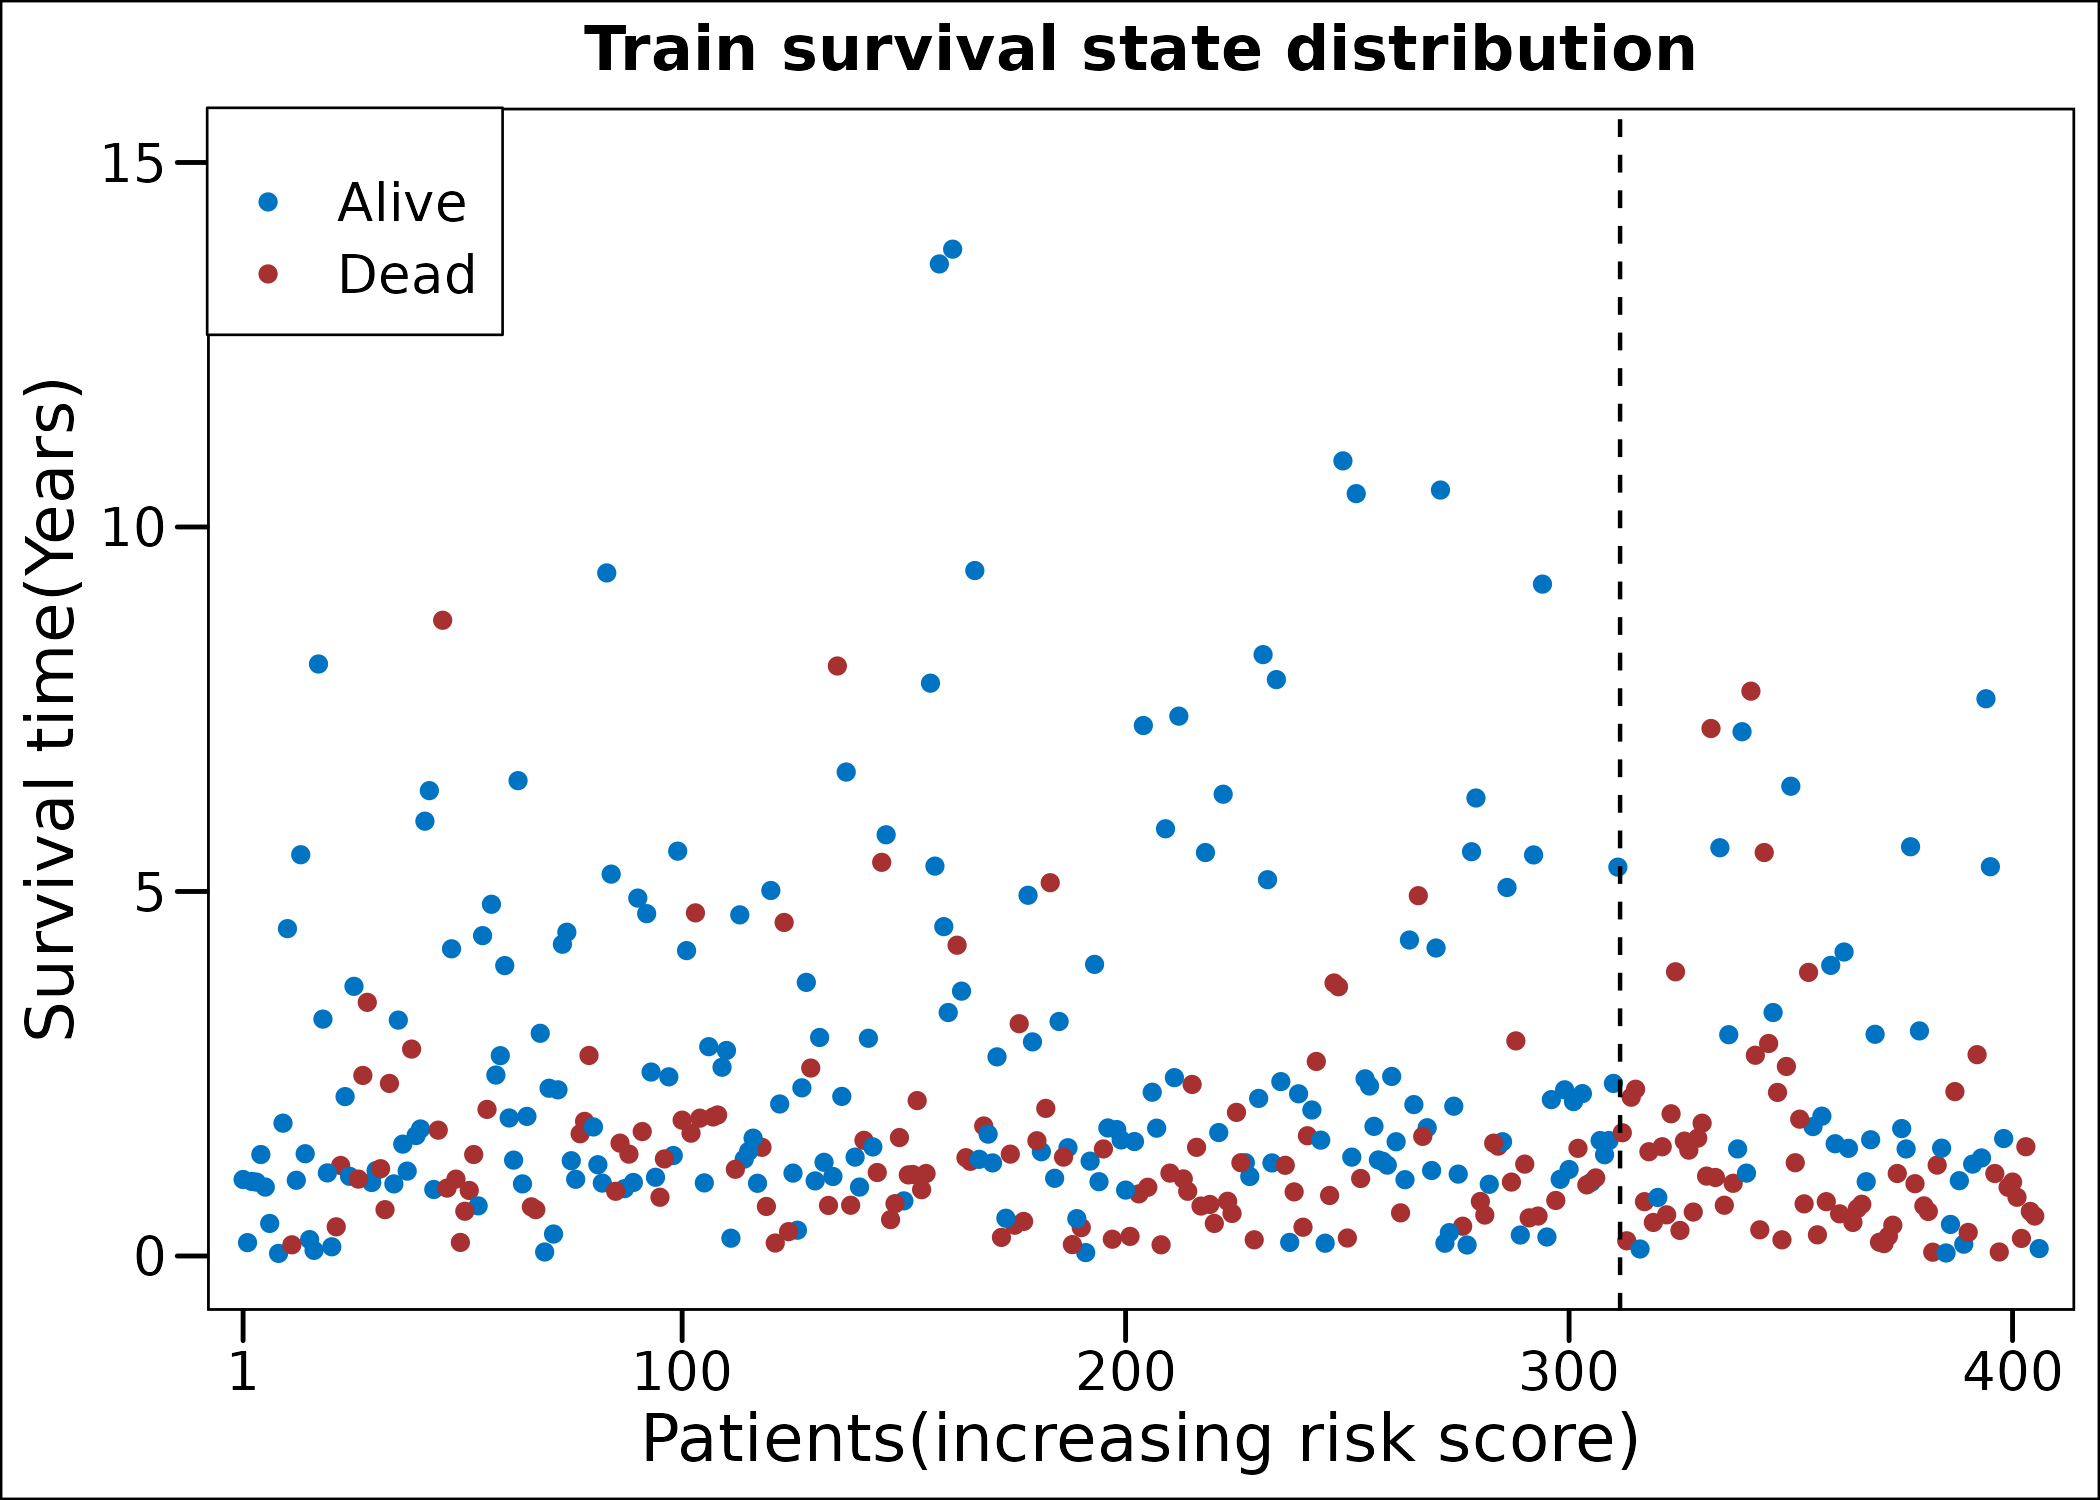 Train survival state distribution
Alive
Dead
Survival time(Years)
15
10
5
0
1 100 200 300 400
Patients(increasing risk score)